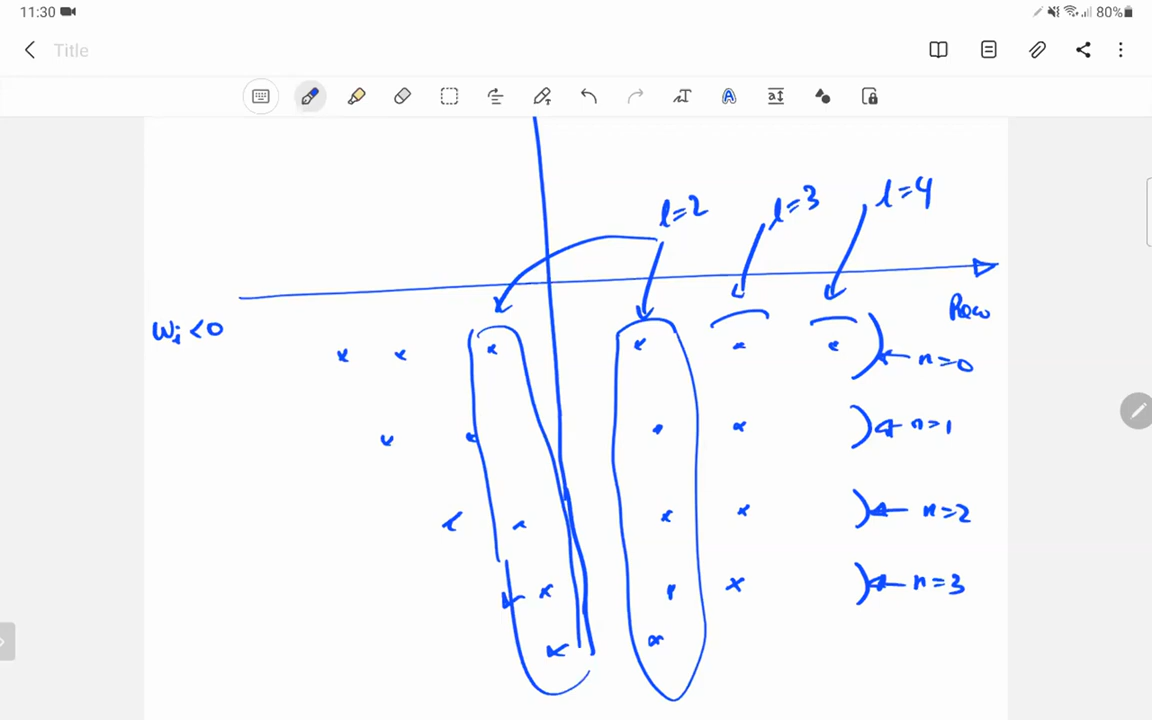 11:30 80%
Title
l=2 l=3 l=4
Rew
wi<0
n=0
n=1
n=2
n=3